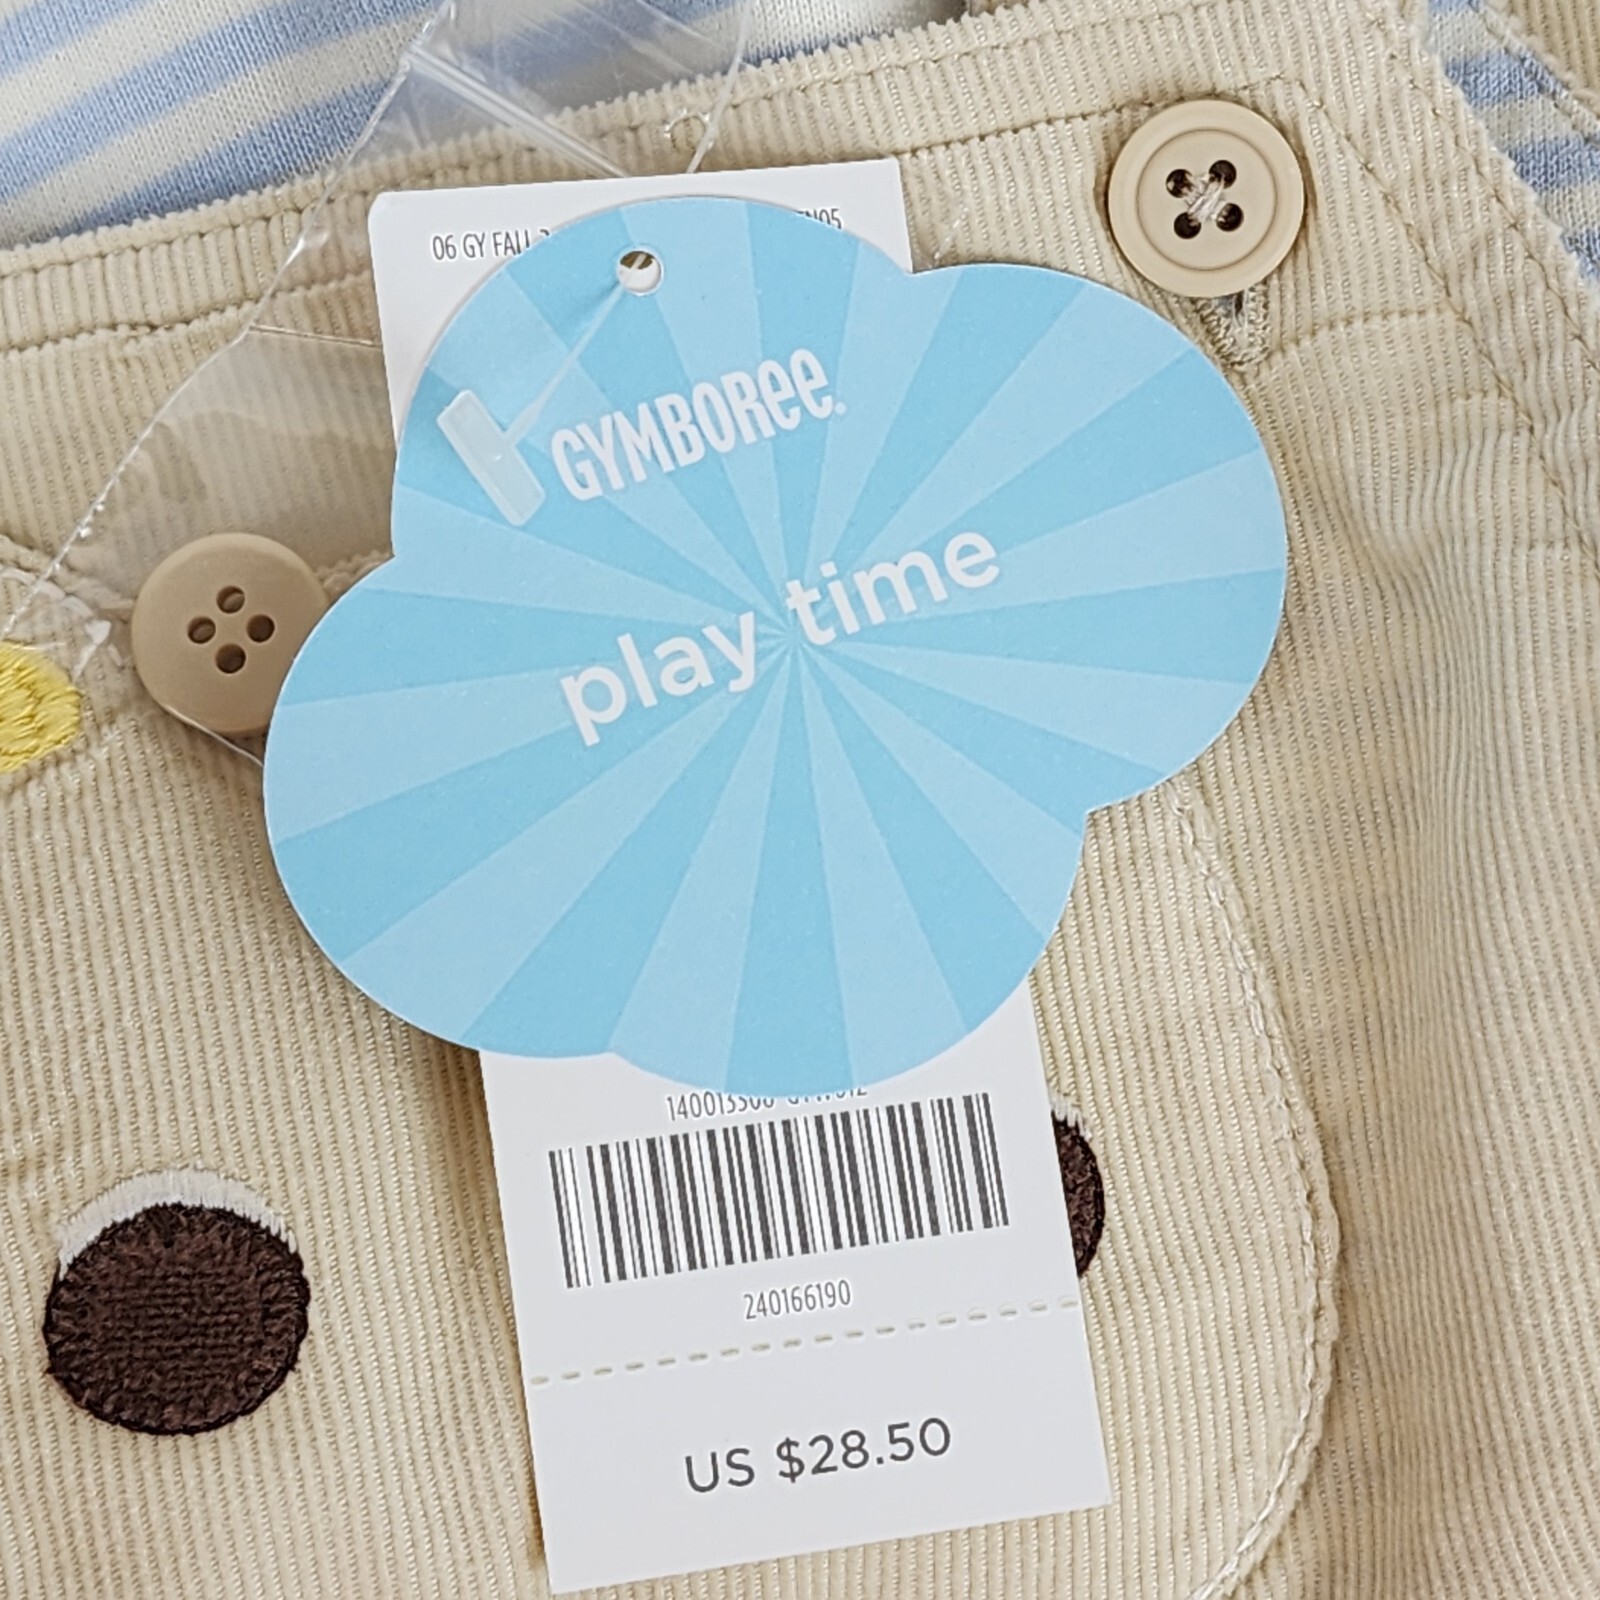 06 GY FALL
GYMBOREE.
play time
240166190
US $28.50